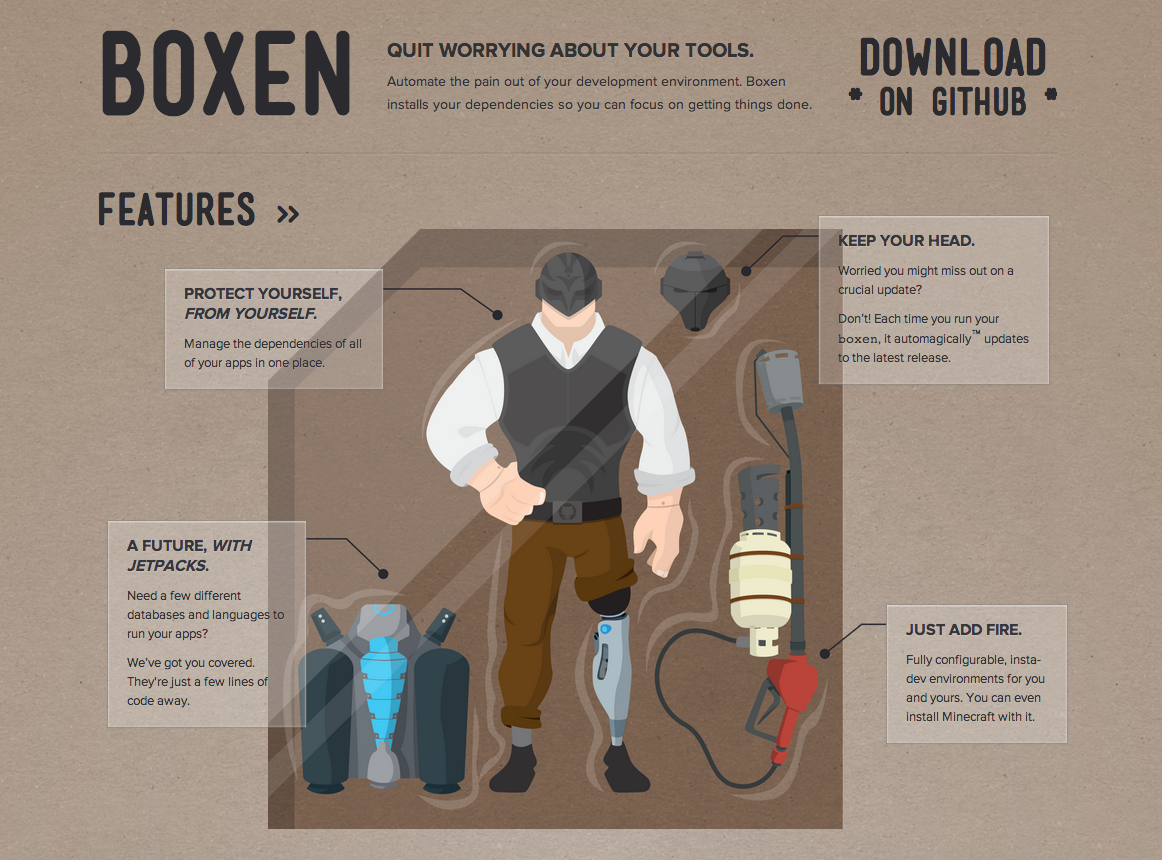 BOXEN
QUIT WORRYING ABOUT YOUR TOOLS.
Automate the pain out of your development environment. Boxen
installs your dependencies so you can focus on getting things done.
DOWNLOAD
* ON GITHUB *
FEATURES »
PROTECT YOURSELF,
FROM YOURSELF.
Manage the dependencies of all
of your apps in one place.
KEEP YOUR HEAD.
Worried you might miss out on a
crucial update?
Don't! Each time you run your
boxen, it automagically™ updates
to the latest release.
A FUTURE, WITH
JETPACKS.
Need a few different
databases and languages to
run your apps?
We've got you covered.
They're just a few lines of
code away.
JUST ADD FIRE.
Fully configurable, insta-
dev environments for you
and yours. You can even
install Minecraft with it.